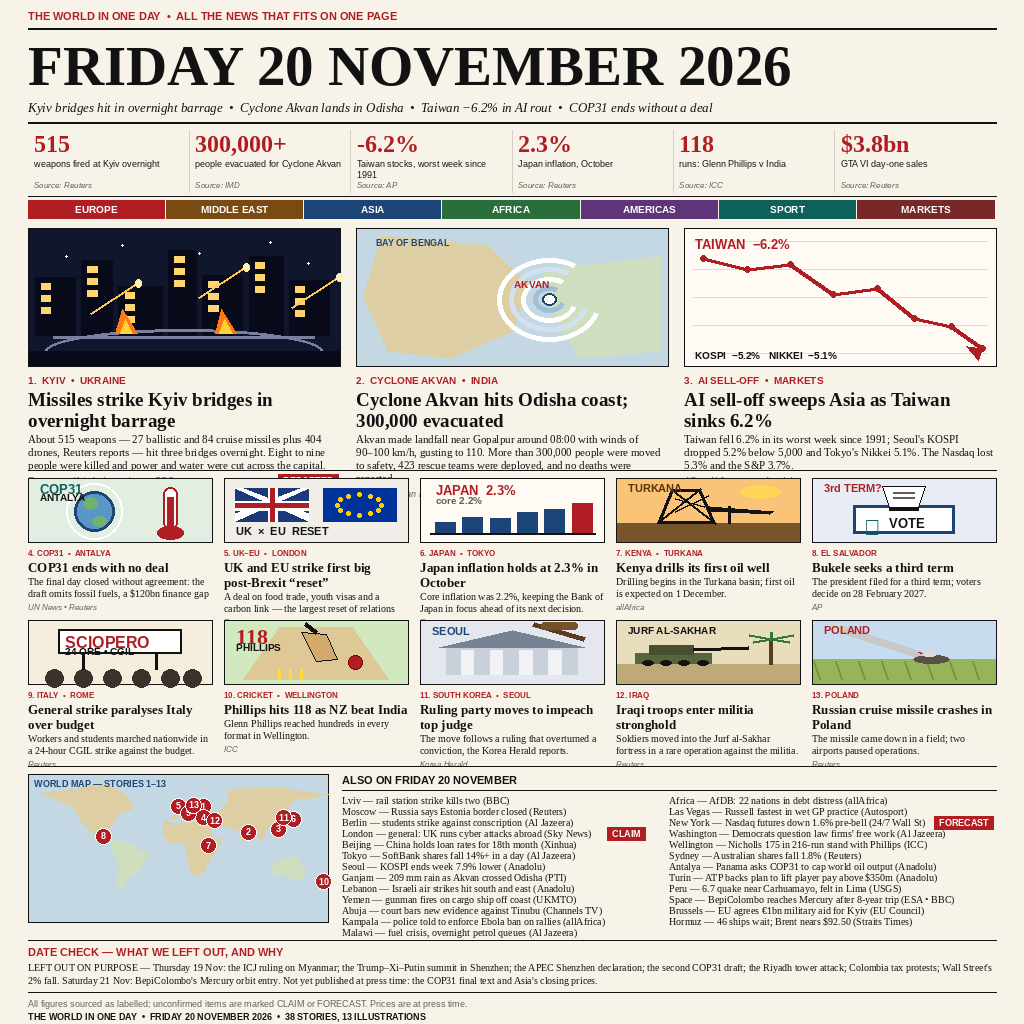 THE WORLD IN ONE DAY • ALL THE NEWS THAT FITS ON ONE PAGE
FRIDAY 20 NOVEMBER 2026
Kyiv bridges hit in overnight barrage • Cyclone Akvan lands in Odisha • Taiwan −6.2% in AI rout • COP31 ends without a deal
515
weapons fired at Kyiv overnight
Source: Reuters
300,000+
people evacuated for Cyclone Akvan
Source: IMD
-6.2%
Taiwan stocks, worst week since
1991
Source: AP
2.3%
Japan inflation, October
Source: Reuters
118
runs: Glenn Phillips v India
Source: ICC
$3.8bn
GTA VI day-one sales
Source: Reuters
EUROPE
MIDDLE EAST
ASIA
AFRICA
AMERICAS
SPORT
MARKETS
BAY OF BENGAL
AKVAN
TAIWAN −6.2%
KOSPI −5.2% NIKKEI −5.1%
1. KYIV • UKRAINE
Missiles strike Kyiv bridges in
overnight barrage
About 515 weapons — 27 ballistic and 84 cruise missiles plus 404
drones, Reuters reports — hit three bridges overnight. Eight to nine
people were killed and power and water were cut across the capital.
2. CYCLONE AKVAN • INDIA
Cyclone Akvan hits Odisha coast;
300,000 evacuated
Akvan made landfall near Gopalpur around 08:00 with winds of
90–100 km/h, gusting to 110. More than 300,000 people were moved
to safety, 423 rescue teams were deployed, and no deaths were
3. AI SELL-OFF • MARKETS
AI sell-off sweeps Asia as Taiwan
sinks 6.2%
Taiwan fell 6.2% in its worst week since 1991; Seoul's KOSPI
dropped 5.2% below 5,000 and Tokyo's Nikkei 5.1%. The Nasdaq lost
5.3% and the S&P 3.7%.
COP31
ANTALYA
4. COP31 • ANTALYA
COP31 ends with no deal
The final day closed without agreement: the
draft omits fossil fuels, a $120bn finance gap
UN News • Reuters
UK × EU RESET
5. UK–EU • LONDON
UK and EU strike first big
post-Brexit “reset”
A deal on food trade, youth visas and a
carbon link — the largest reset of relations
JAPAN 2.3%
core 2.2%
6. JAPAN • TOKYO
Japan inflation holds at 2.3% in
October
Core inflation was 2.2%, keeping the Bank of
Japan in focus ahead of its next decision.
TURKANA
7. KENYA • TURKANA
Kenya drills its first oil well
Drilling begins in the Turkana basin; first oil
is expected on 1 December.
allAfrica
3rd TERM?
VOTE
8. EL SALVADOR
Bukele seeks a third term
The president filed for a third term; voters
decide on 28 February 2027.
AP
SCIOPERO
24 ORE • CGIL
9. ITALY • ROME
General strike paralyses Italy
over budget
Workers and students marched nationwide in
a 24-hour CGIL strike against the budget.
Reuters
118
PHILLIPS
10. CRICKET • WELLINGTON
Phillips hits 118 as NZ beat India
Glenn Phillips reached hundreds in every
format in Wellington.
ICC
SEOUL
11. SOUTH KOREA • SEOUL
Ruling party moves to impeach
top judge
The move follows a ruling that overturned a
conviction, the Korea Herald reports.
Korea Herald
JURF AL-SAKHAR
12. IRAQ
Iraqi troops enter militia
stronghold
Soldiers moved into the Jurf al-Sakhar
fortress in a rare operation against the militia.
Reuters
POLAND
13. POLAND
Russian cruise missile crashes in
Poland
The missile came down in a field; two
airports paused operations.
Reuters
WORLD MAP — STORIES 1–13
5
13
4
12
11
6
3
2
7
8
10
ALSO ON FRIDAY 20 NOVEMBER
Lviv — rail station strike kills two (BBC)
Moscow — Russia says Estonia border closed (Reuters)
Berlin — students strike against conscription (Al Jazeera)
London — general: UK runs cyber attacks abroad (Sky News)
CLAIM
Beijing — China holds loan rates for 18th month (Xinhua)
Tokyo — SoftBank shares fall 14%+ in a day (Al Jazeera)
Seoul — KOSPI ends week 7.9% lower (Anadolu)
Ganjam — 209 mm rain as Akvan crossed Odisha (PTI)
Lebanon — Israeli air strikes hit south and east (Anadolu)
Yemen — gunman fires on cargo ship off coast (UKMTO)
Abuja — court bars new evidence against Tinubu (Channels TV)
Kampala — police told to enforce Ebola ban on rallies (allAfrica)
Malawi — fuel crisis, overnight petrol queues (Al Jazeera)
Africa — AfDB: 22 nations in debt distress (allAfrica)
Las Vegas — Russell fastest in wet GP practice (Autosport)
New York — Nasdaq futures down 1.6% pre-bell (24/7 Wall St)
FORECAST
Washington — Democrats question law firms' free work (Al Jazeera)
Wellington — Nicholls 175 in 216-run stand with Phillips (ICC)
Sydney — Australian shares fall 1.8% (Reuters)
Antalya — Panama asks COP31 to cap world oil output (Anadolu)
Turin — ATP backs plan to lift player pay above $350m (Anadolu)
Peru — 6.7 quake near Carhuamayo, felt in Lima (USGS)
Space — BepiColombo reaches Mercury after 8-year trip (ESA • BBC)
Brussels — EU agrees €1bn military aid for Kyiv (EU Council)
Hormuz — 46 ships wait; Brent nears $92.50 (Straits Times)
DATE CHECK — WHAT WE LEFT OUT, AND WHY
LEFT OUT ON PURPOSE — Thursday 19 Nov: the ICJ ruling on Myanmar; the Trump–Xi–Putin summit in Shenzhen; the APEC Shenzhen declaration; the second COP31 draft; the Riyadh tower attack; Colombia tax protests; Wall Street's
2% fall. Saturday 21 Nov: BepiColombo's Mercury orbit entry. Not yet published at press time: the COP31 final text and Asia's closing prices.
All figures sourced as labelled; unconfirmed items are marked CLAIM or FORECAST. Prices are at press time.
THE WORLD IN ONE DAY • FRIDAY 20 NOVEMBER 2026 • 38 STORIES, 13 ILLUSTRATIONS